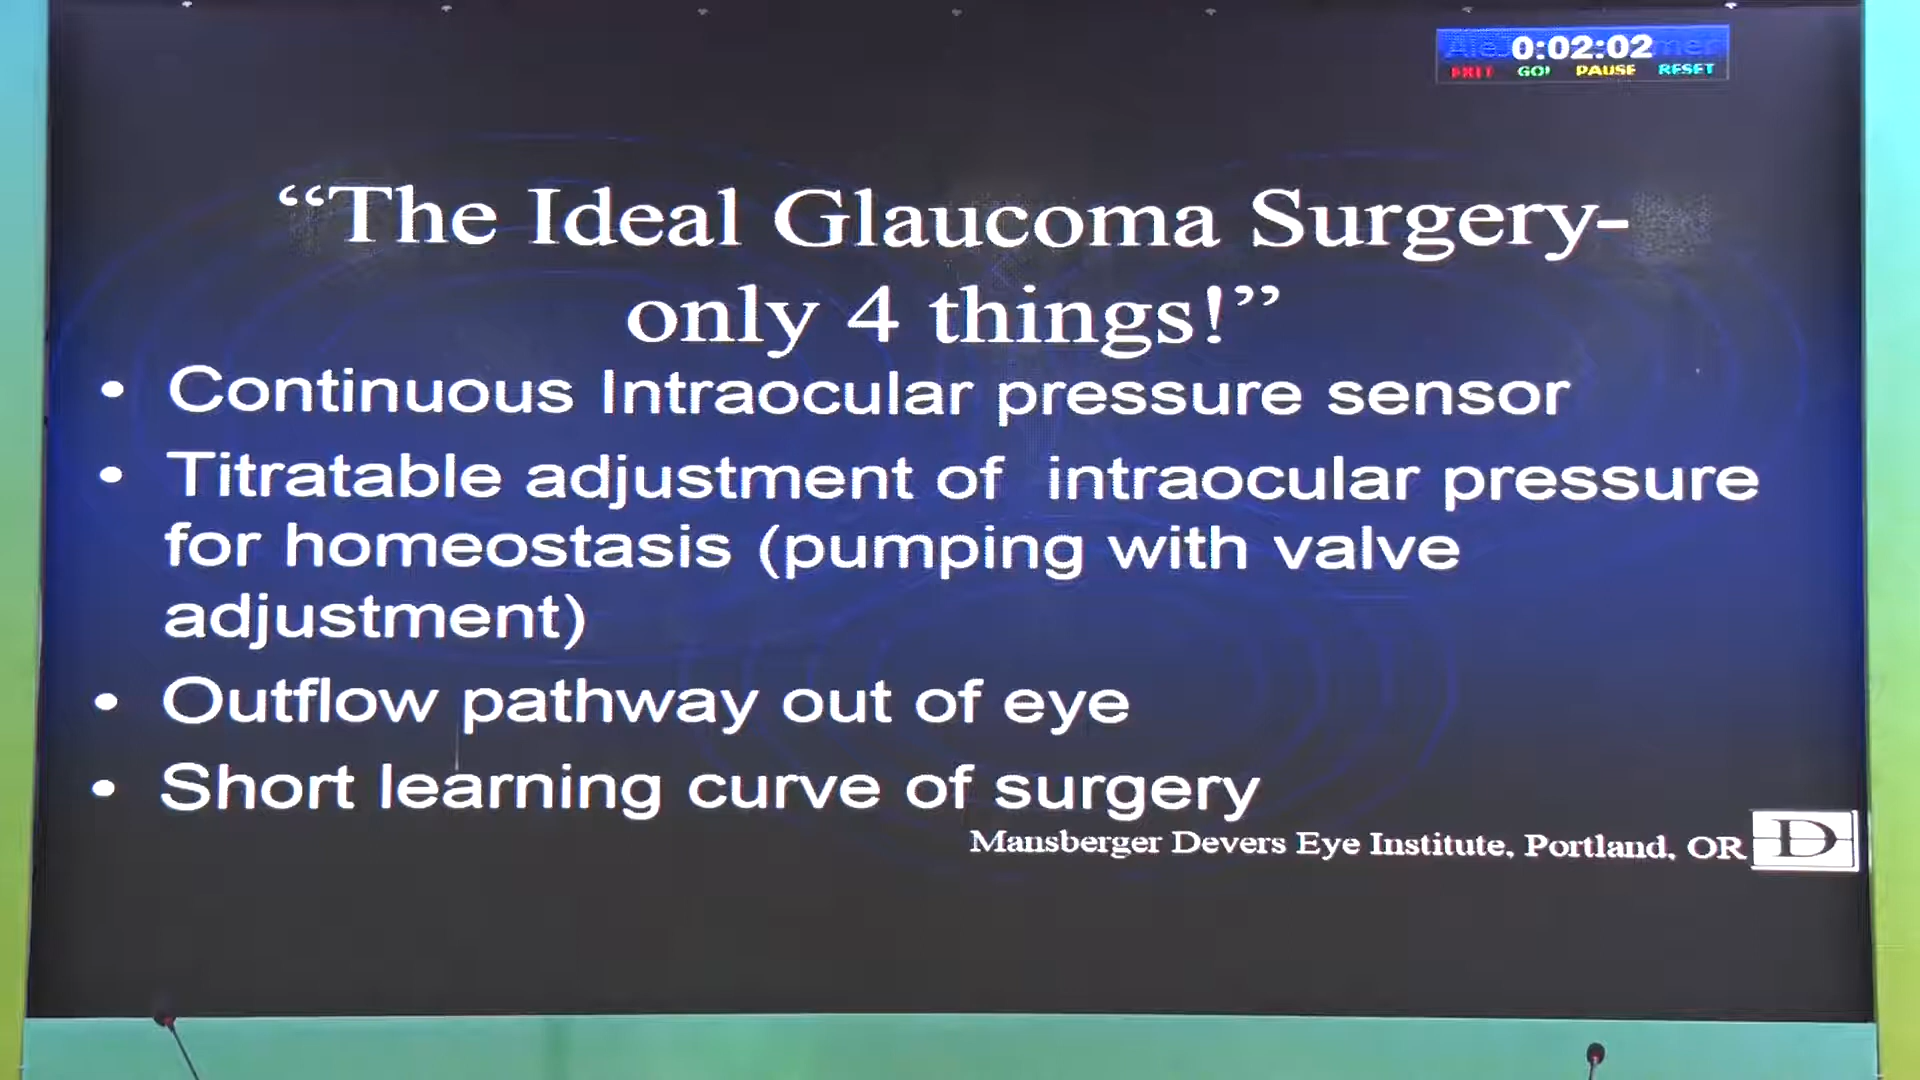 0:02:02
EXIT GO! PAUSE RESET
“The Ideal Glaucoma Surgery-
only 4 things!”
• Continuous Intraocular pressure sensor
• Titratable adjustment of intraocular pressure
for homeostasis (pumping with valve
adjustment)
• Outflow pathway out of eye
• Short learning curve of surgery
Mansberger Devers Eye Institute, Portland, OR
D